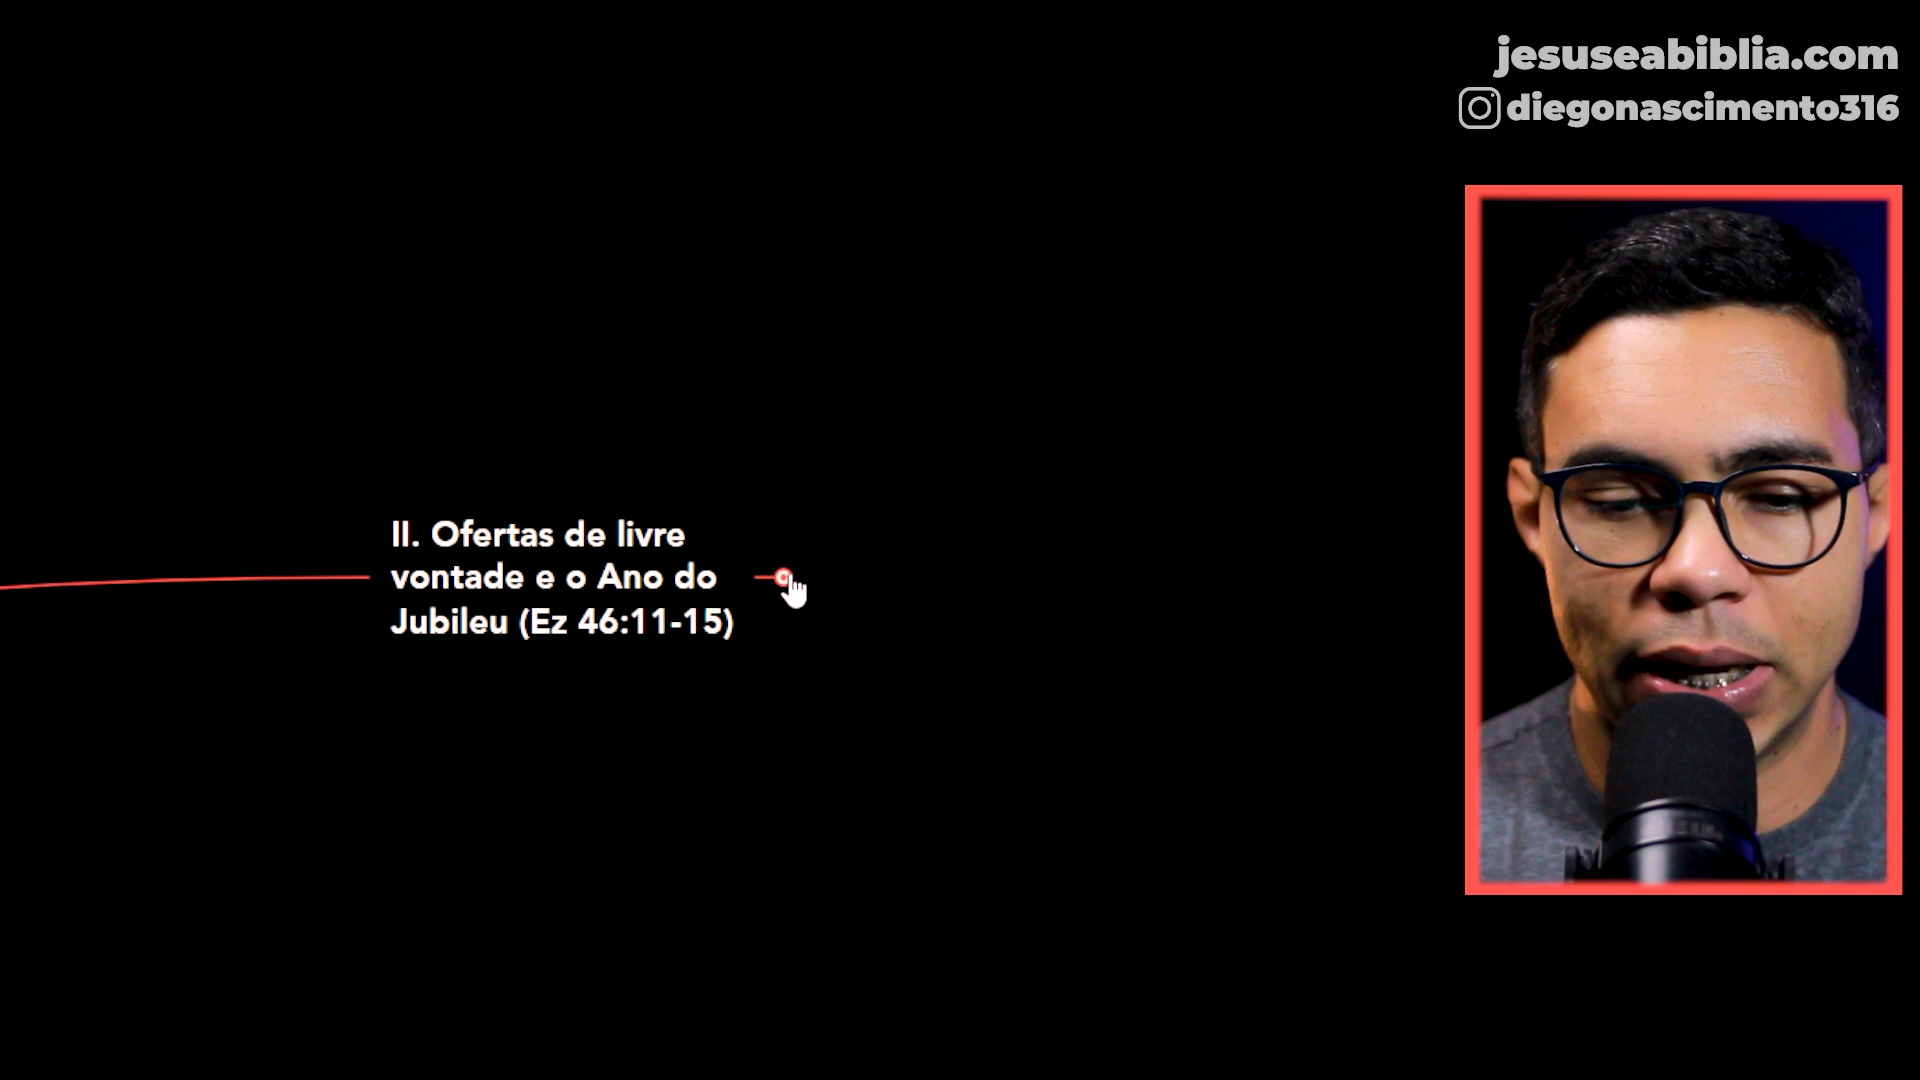 jesuseabiblia.com
diegonascimento316
II. Ofertas de livre
vontade e o Ano do
Jubileu (Ez 46:11-15)